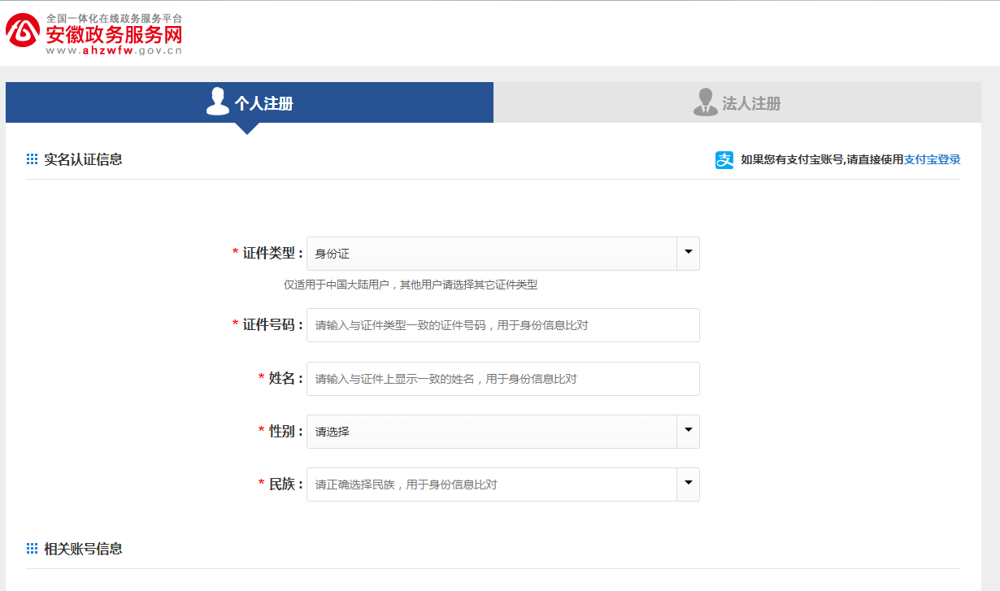 全国一体化在线政务服务平台
安徽政务服务网
www.ahzwfw.gov.cn
个人注册
法人注册
实名认证信息
支 如果您有支付宝账号,请直接使用支付宝登录
* 证件类型： 身份证
仅适用于中国大陆用户，其他用户请选择其它证件类型
* 证件号码： 请输入与证件类型一致的证件号码，用于身份信息比对
* 姓名： 请输入与证件上显示一致的姓名，用于身份信息比对
* 性别： 请选择
* 民族： 请正确选择民族，用于身份信息比对
相关账号信息